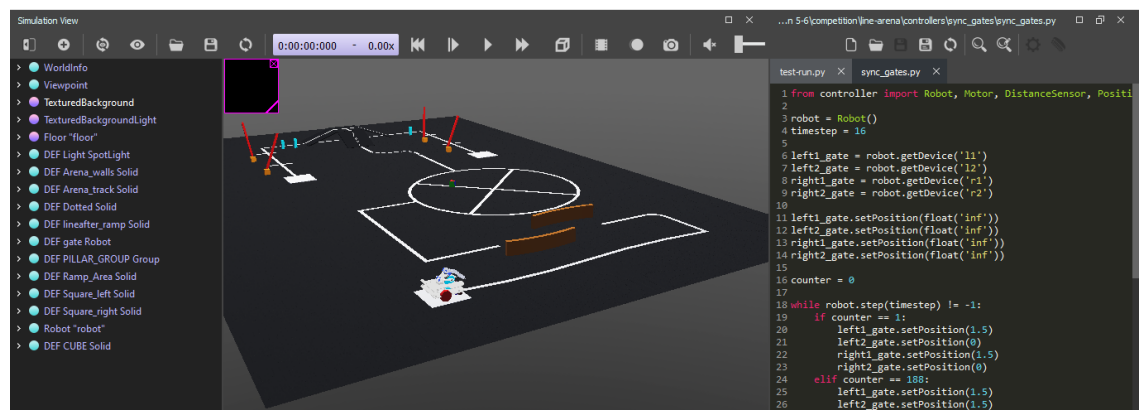 Simulation View
...n 5-6\competition\line-arena\controllers\sync_gates\sync_gates.py
0:00:00:000 - 0.00x
WorldInfo
Viewpoint
TexturedBackground
TexturedBackgroundLight
Floor "floor"
DEF Light SpotLight
DEF Arena_walls Solid
DEF Arena_track Solid
DEF Dotted Solid
DEF lineafter_ramp Solid
DEF gate Robot
DEF PILLAR_GROUP Group
DEF Ramp_Area Solid
DEF Square_left Solid
DEF Square_right Solid
Robot "robot"
DEF CUBE Solid
test-run.py
sync_gates.py
1 from controller import Robot, Motor, DistanceSensor, Positi
2
3 robot = Robot()
4 timestep = 16
5
6 left1_gate = robot.getDevice('l1')
7 left2_gate = robot.getDevice('l2')
8 right1_gate = robot.getDevice('r1')
9 right2_gate = robot.getDevice('r2')
10
11 left1_gate.setPosition(float('inf'))
12 left2_gate.setPosition(float('inf'))
13 right1_gate.setPosition(float('inf'))
14 right2_gate.setPosition(float('inf'))
15
16 counter = 0
17
18 while robot.step(timestep) != -1:
19 if counter == 1:
20 left1_gate.setPosition(1.5)
21 left2_gate.setPosition(0)
22 right1_gate.setPosition(1.5)
23 right2_gate.setPosition(0)
24 elif counter == 188:
25 left1_gate.setPosition(1.5)
26 left2_gate.setPosition(1.5)